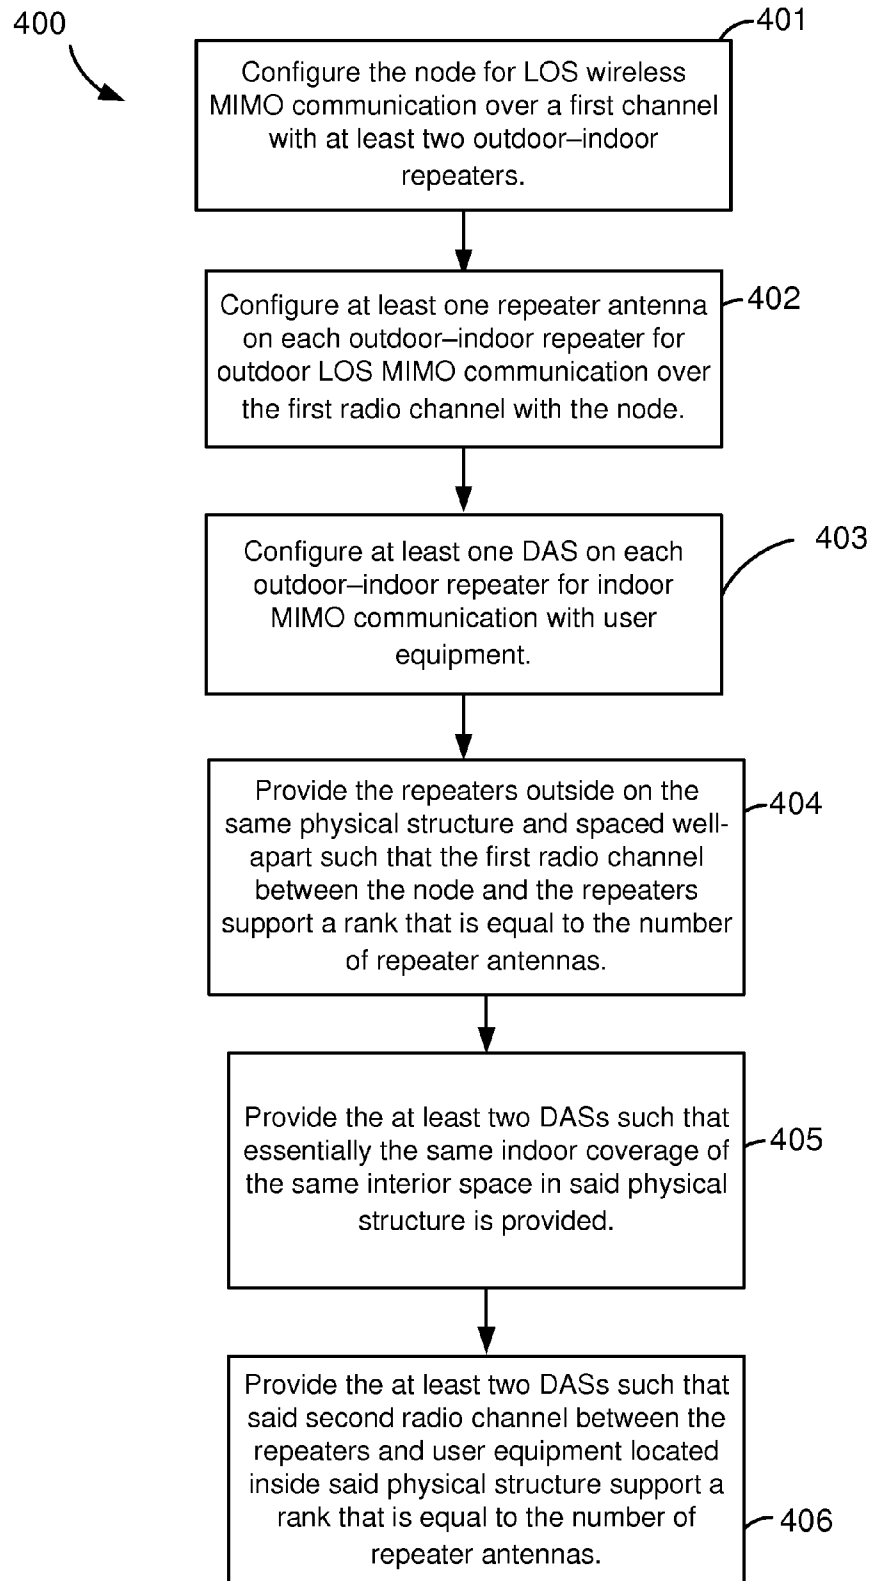 400
401
Configure the node for LOS wireless
MIMO communication over a first channel
with at least two outdoor–indoor
repeaters.
402
Configure at least one repeater antenna
on each outdoor–indoor repeater for
outdoor LOS MIMO communication over
the first radio channel with the node.
403
Configure at least one DAS on each
outdoor–indoor repeater for indoor
MIMO communication with user
equipment.
404
Provide the repeaters outside on the
same physical structure and spaced well-
apart such that the first radio channel
between the node and the repeaters
support a rank that is equal to the number
of repeater antennas.
405
Provide the at least two DASs such that
essentially the same indoor coverage of
the same interior space in said physical
structure is provided.
406
Provide the at least two DASs such that
said second radio channel between the
repeaters and user equipment located
inside said physical structure support a
rank that is equal to the number of
repeater antennas.